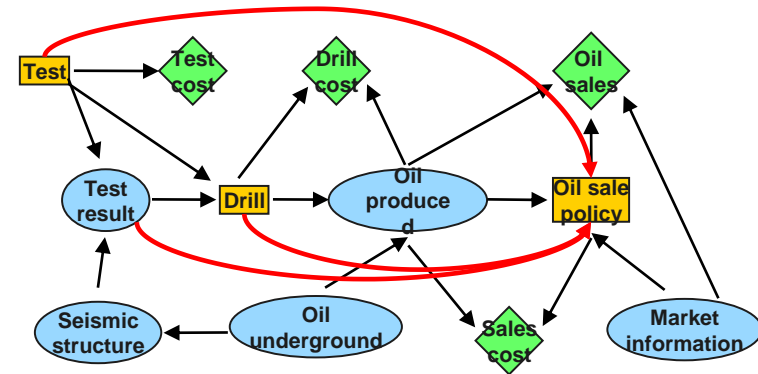 Test
Test
cost
Drill
cost
Oil
sales
Test
result
Drill
Oil
produce
d
Oil sale
policy
Seismic
structure
Oil
underground
Sales
cost
Market
information